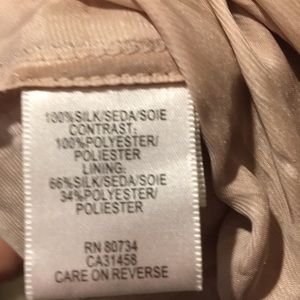 100%SILK/SEDA/SOIE
CONTRAST:
100%POLYESTER/
POLIESTER
LINING:
66%SILK/SEDA/SOIE
34%POLYESTER/
POLIESTER
RN 80734
CA31458
CARE ON REVERSE